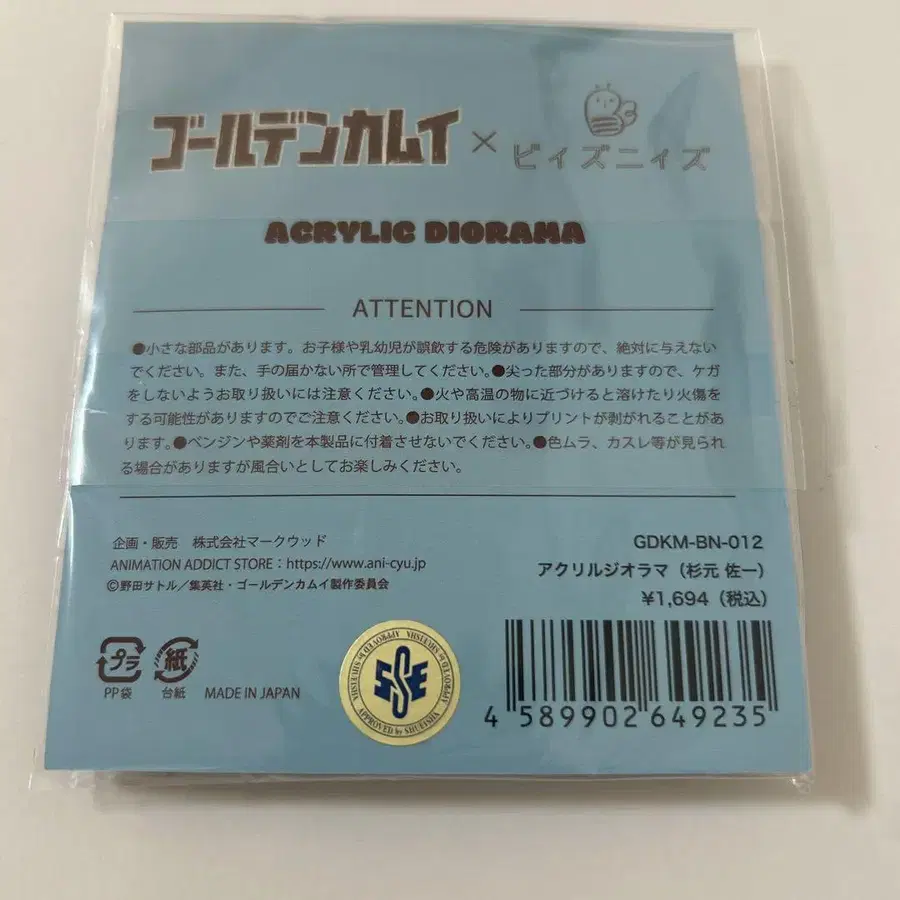 ゴールデンカムイ × ビィズニィズ
ACRYLIC DIORAMA
ATTENTION
●小さな部品があります。お子様や乳幼児が誤飲する危険がありますので、絶対に与えない
でください。また、手の届かない所で管理してください。●尖った部分がありますので、ケガ
をしないようお取り扱いには注意ください。●火や高温の物に近づけると溶けたり火傷を
する可能性がありますのでご注意ください。●お取り扱いによりプリントが剥がれることがあ
ります。●ベンジンや薬剤を本製品に付着させないでください。●色ムラ、カスレ等が見られ
る場合がありますが風合いとしてお楽しみください。
企画・販売 株式会社マークウッド
ANIMATION ADDICT STORE：https://www.ani-cyu.jp
©野田サトル／集英社・ゴールデンカムイ製作委員会
GDKM-BN-012
アクリルジオラマ（杉元 佐一）
¥1,694（税込）
プラ
PP袋
紙
台紙
MADE IN JAPAN
APPROVED by SHUEISHA
APPROVED by SHUEISHA
APPROVED by SHUEISHA
SSE
4 589902 649235